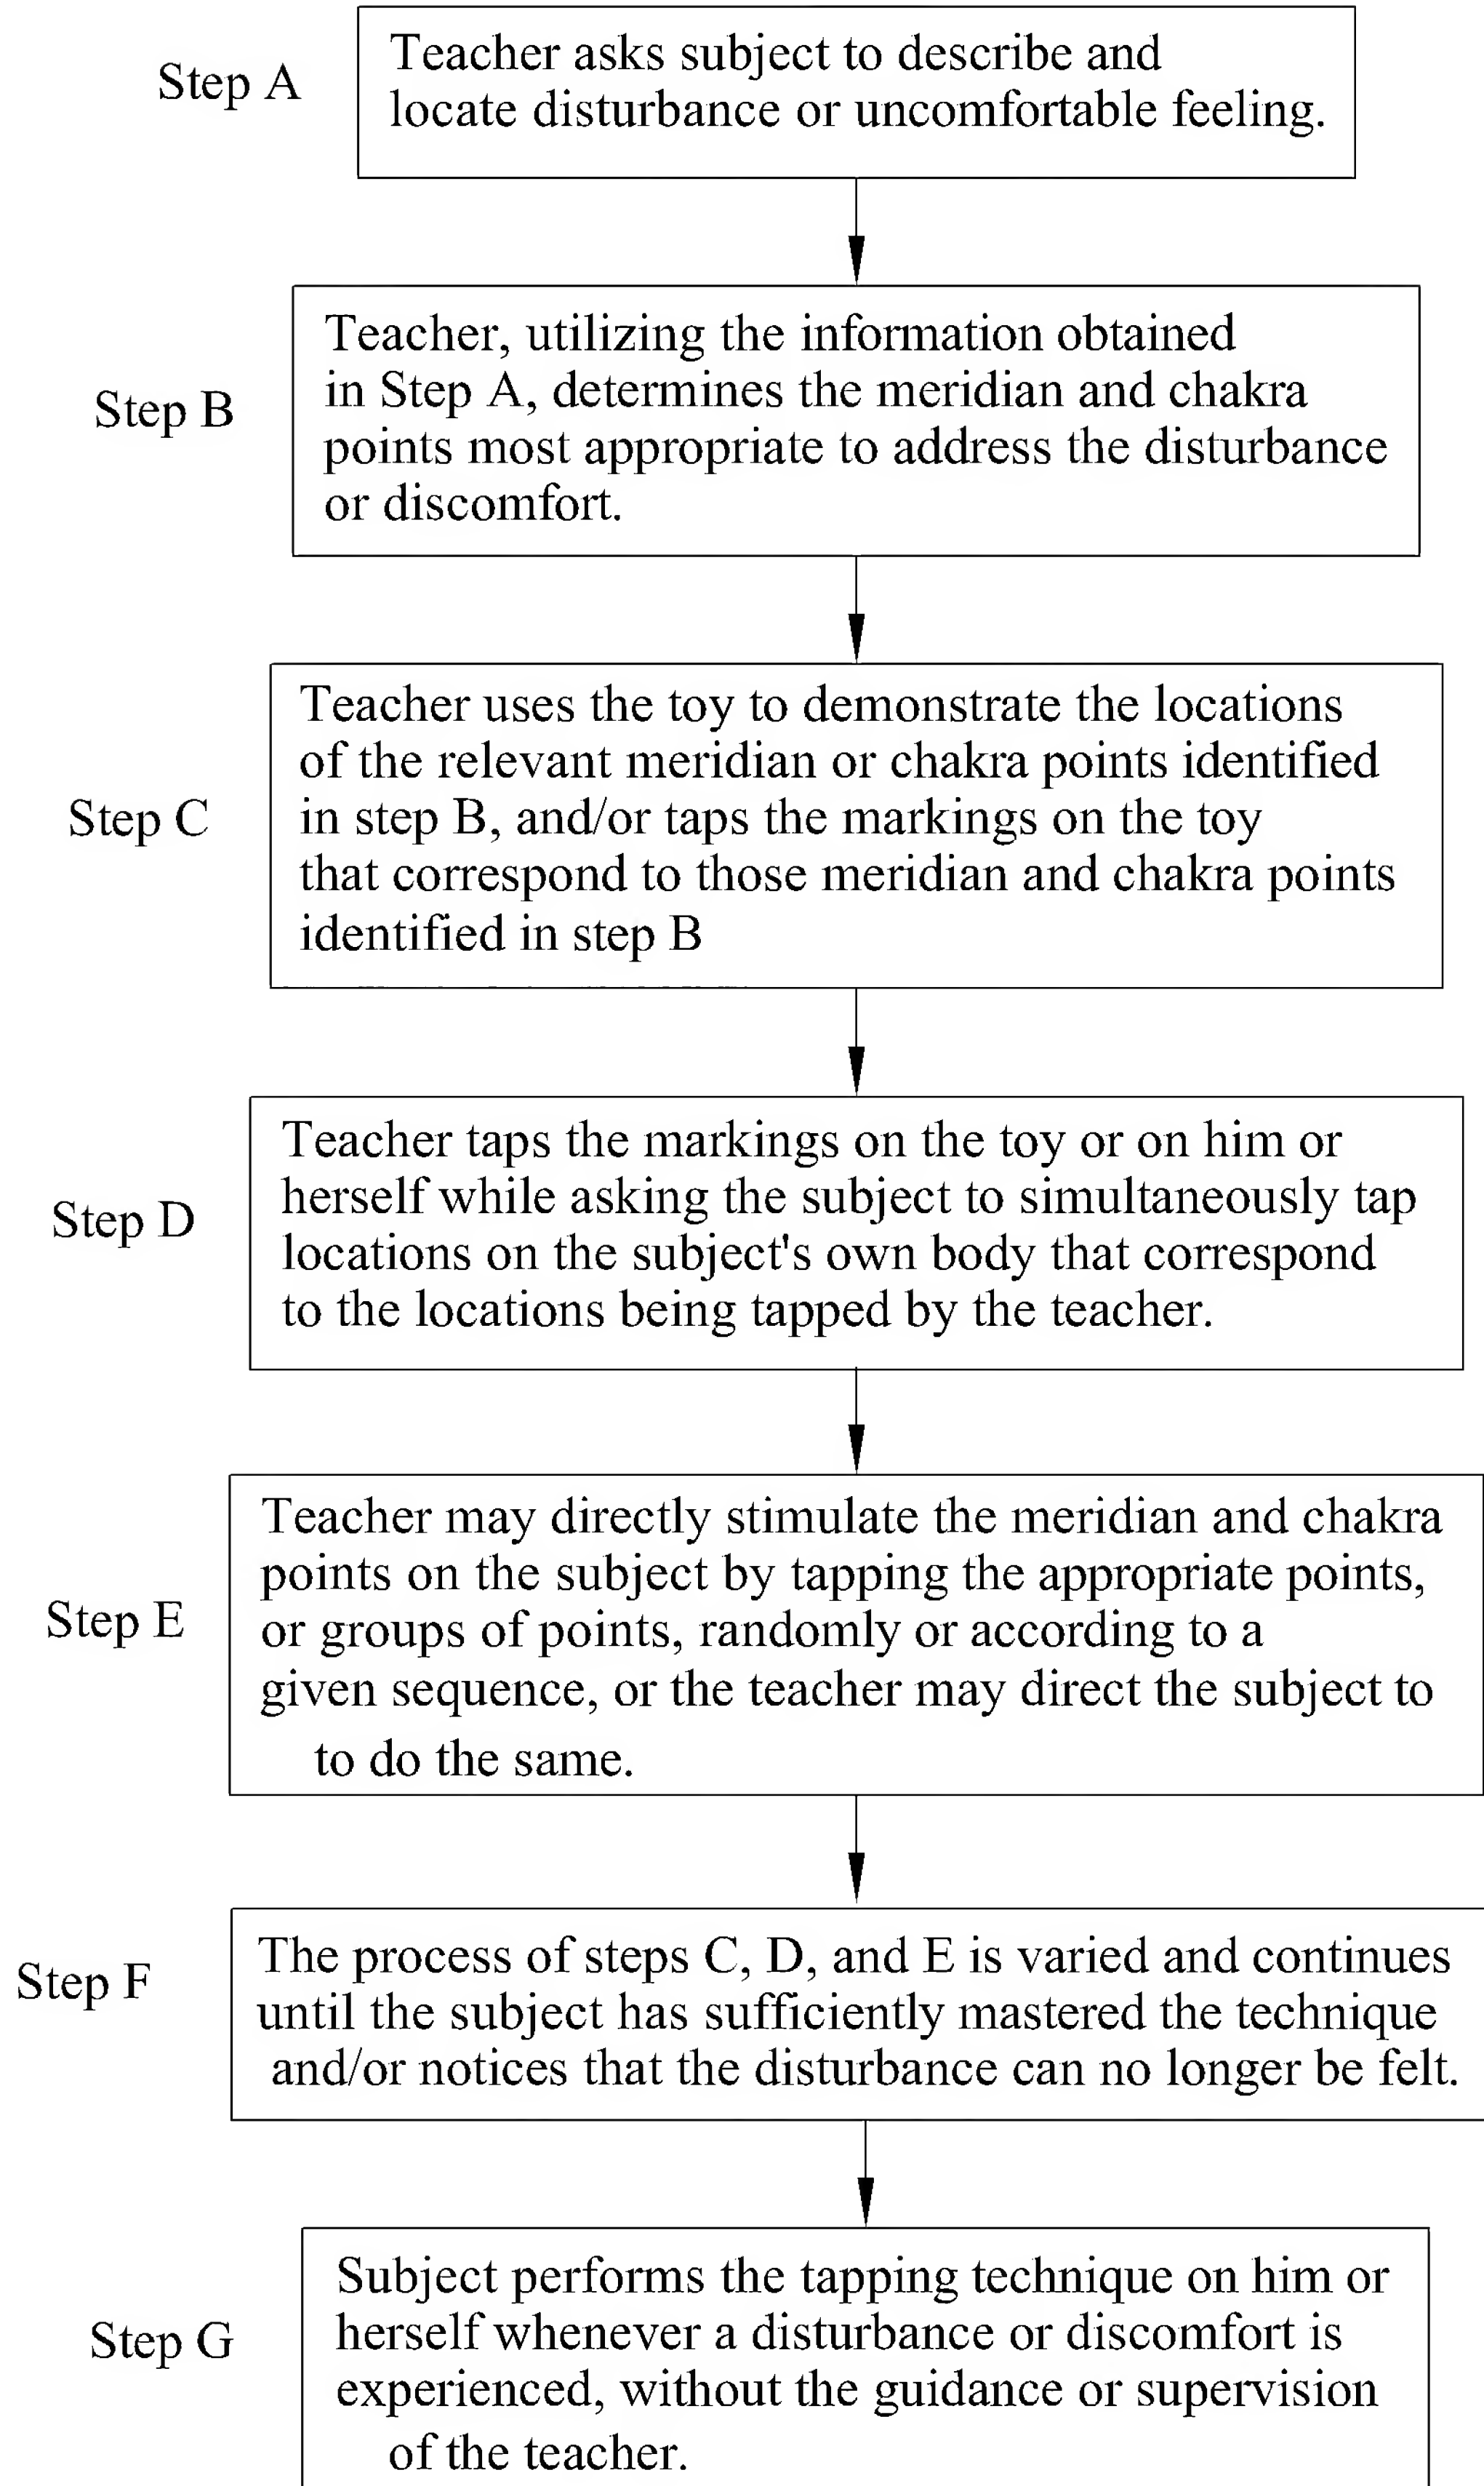 Step A
Teacher asks subject to describe and
locate disturbance or uncomfortable feeling.
Step B
Teacher, utilizing the information obtained
in Step A, determines the meridian and chakra
points most appropriate to address the disturbance
or discomfort.
Step C
Teacher uses the toy to demonstrate the locations
of the relevant meridian or chakra points identified
in step B, and/or taps the markings on the toy
that correspond to those meridian and chakra points
identified in step B
Step D
Teacher taps the markings on the toy or on him or
herself while asking the subject to simultaneously tap
locations on the subject's own body that correspond
to the locations being tapped by the teacher.
Step E
Teacher may directly stimulate the meridian and chakra
points on the subject by tapping the appropriate points,
or groups of points, randomly or according to a
given sequence, or the teacher may direct the subject to
to do the same.
Step F
The process of steps C, D, and E is varied and continues
until the subject has sufficiently mastered the technique
and/or notices that the disturbance can no longer be felt.
Step G
Subject performs the tapping technique on him or
herself whenever a disturbance or discomfort is
experienced, without the guidance or supervision
of the teacher.